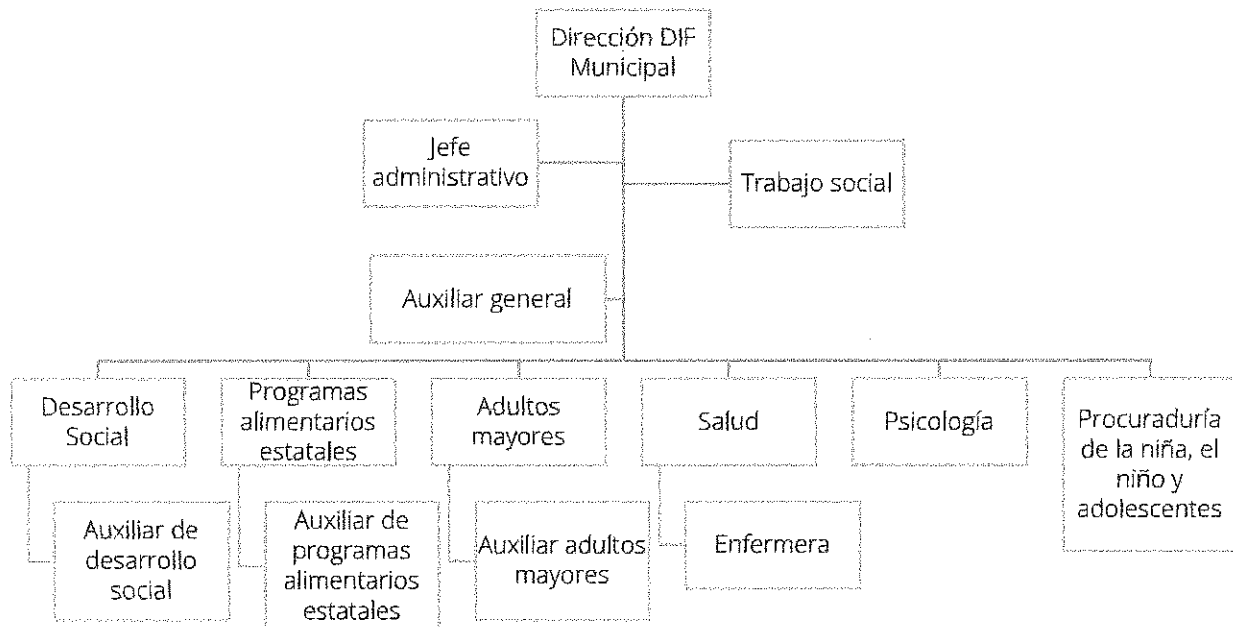 Dirección DIF
Municipal
Jefe
administrativo
Trabajo social
Auxiliar general
Desarrollo
Social
Programas
alimentarios
estatales
Adultos
mayores
Salud
Psicología
Procuraduría
de la niña, el
niño y
adolescentes
Auxiliar de
desarrollo
social
Auxiliar de
programas
alimentarios
estatales
Auxiliar adultos
mayores
Enfermera